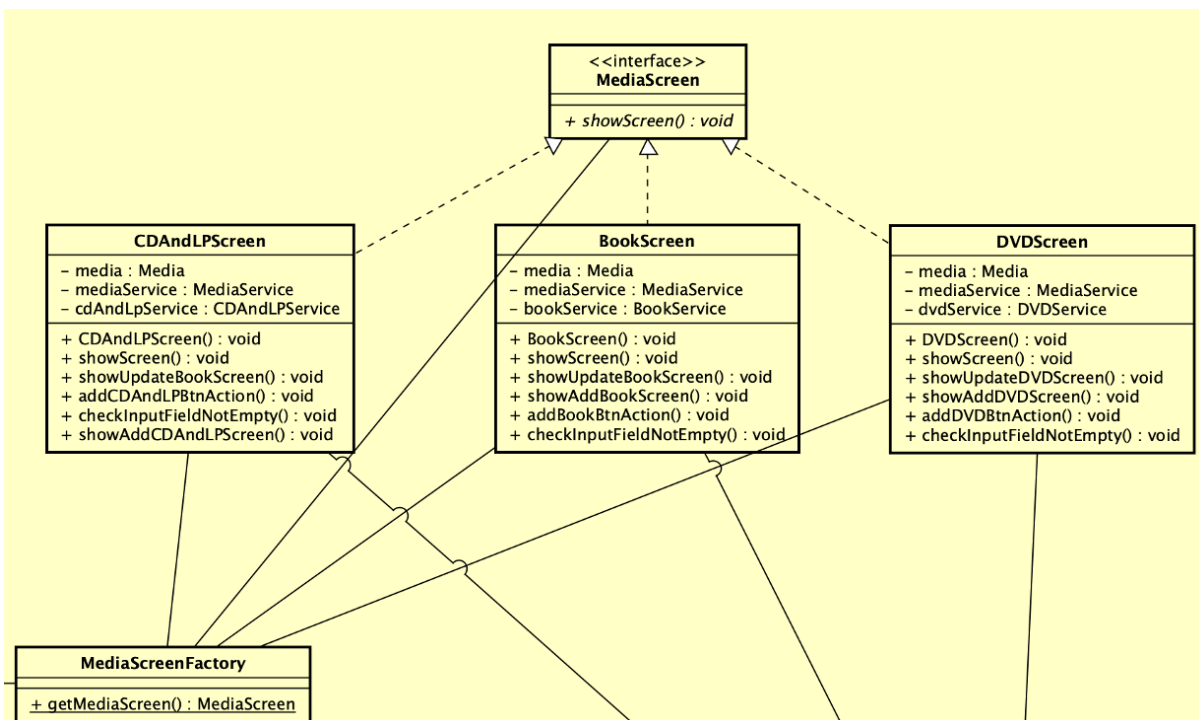 <<interface>>
MediaScreen
+ showScreen() : void
CDAndLPScreen
– media : Media
– mediaService : MediaService
– cdAndLpService : CDAndLPService
+ CDAndLPScreen() : void
+ showScreen() : void
+ showUpdateBookScreen() : void
+ addCDAndLPBtnAction() : void
+ checkInputFieldNotEmpty() : void
+ showAddCDAndLPScreen() : void
BookScreen
– media : Media
– mediaService : MediaService
– bookService : BookService
+ BookScreen() : void
+ showScreen() : void
+ showUpdateBookScreen() : void
+ showAddBookScreen() : void
+ addBookBtnAction() : void
+ checkInputFieldNotEmpty() : void
DVDScreen
– media : Media
– mediaService : MediaService
– dvdService : DVDService
+ DVDScreen() : void
+ showScreen() : void
+ showUpdateDVDScreen() : void
+ showAddDVDScreen() : void
+ addDVDBtnAction() : void
+ checkInputFieldNotEmpty() : void
MediaScreenFactory
+ getMediaScreen() : MediaScreen